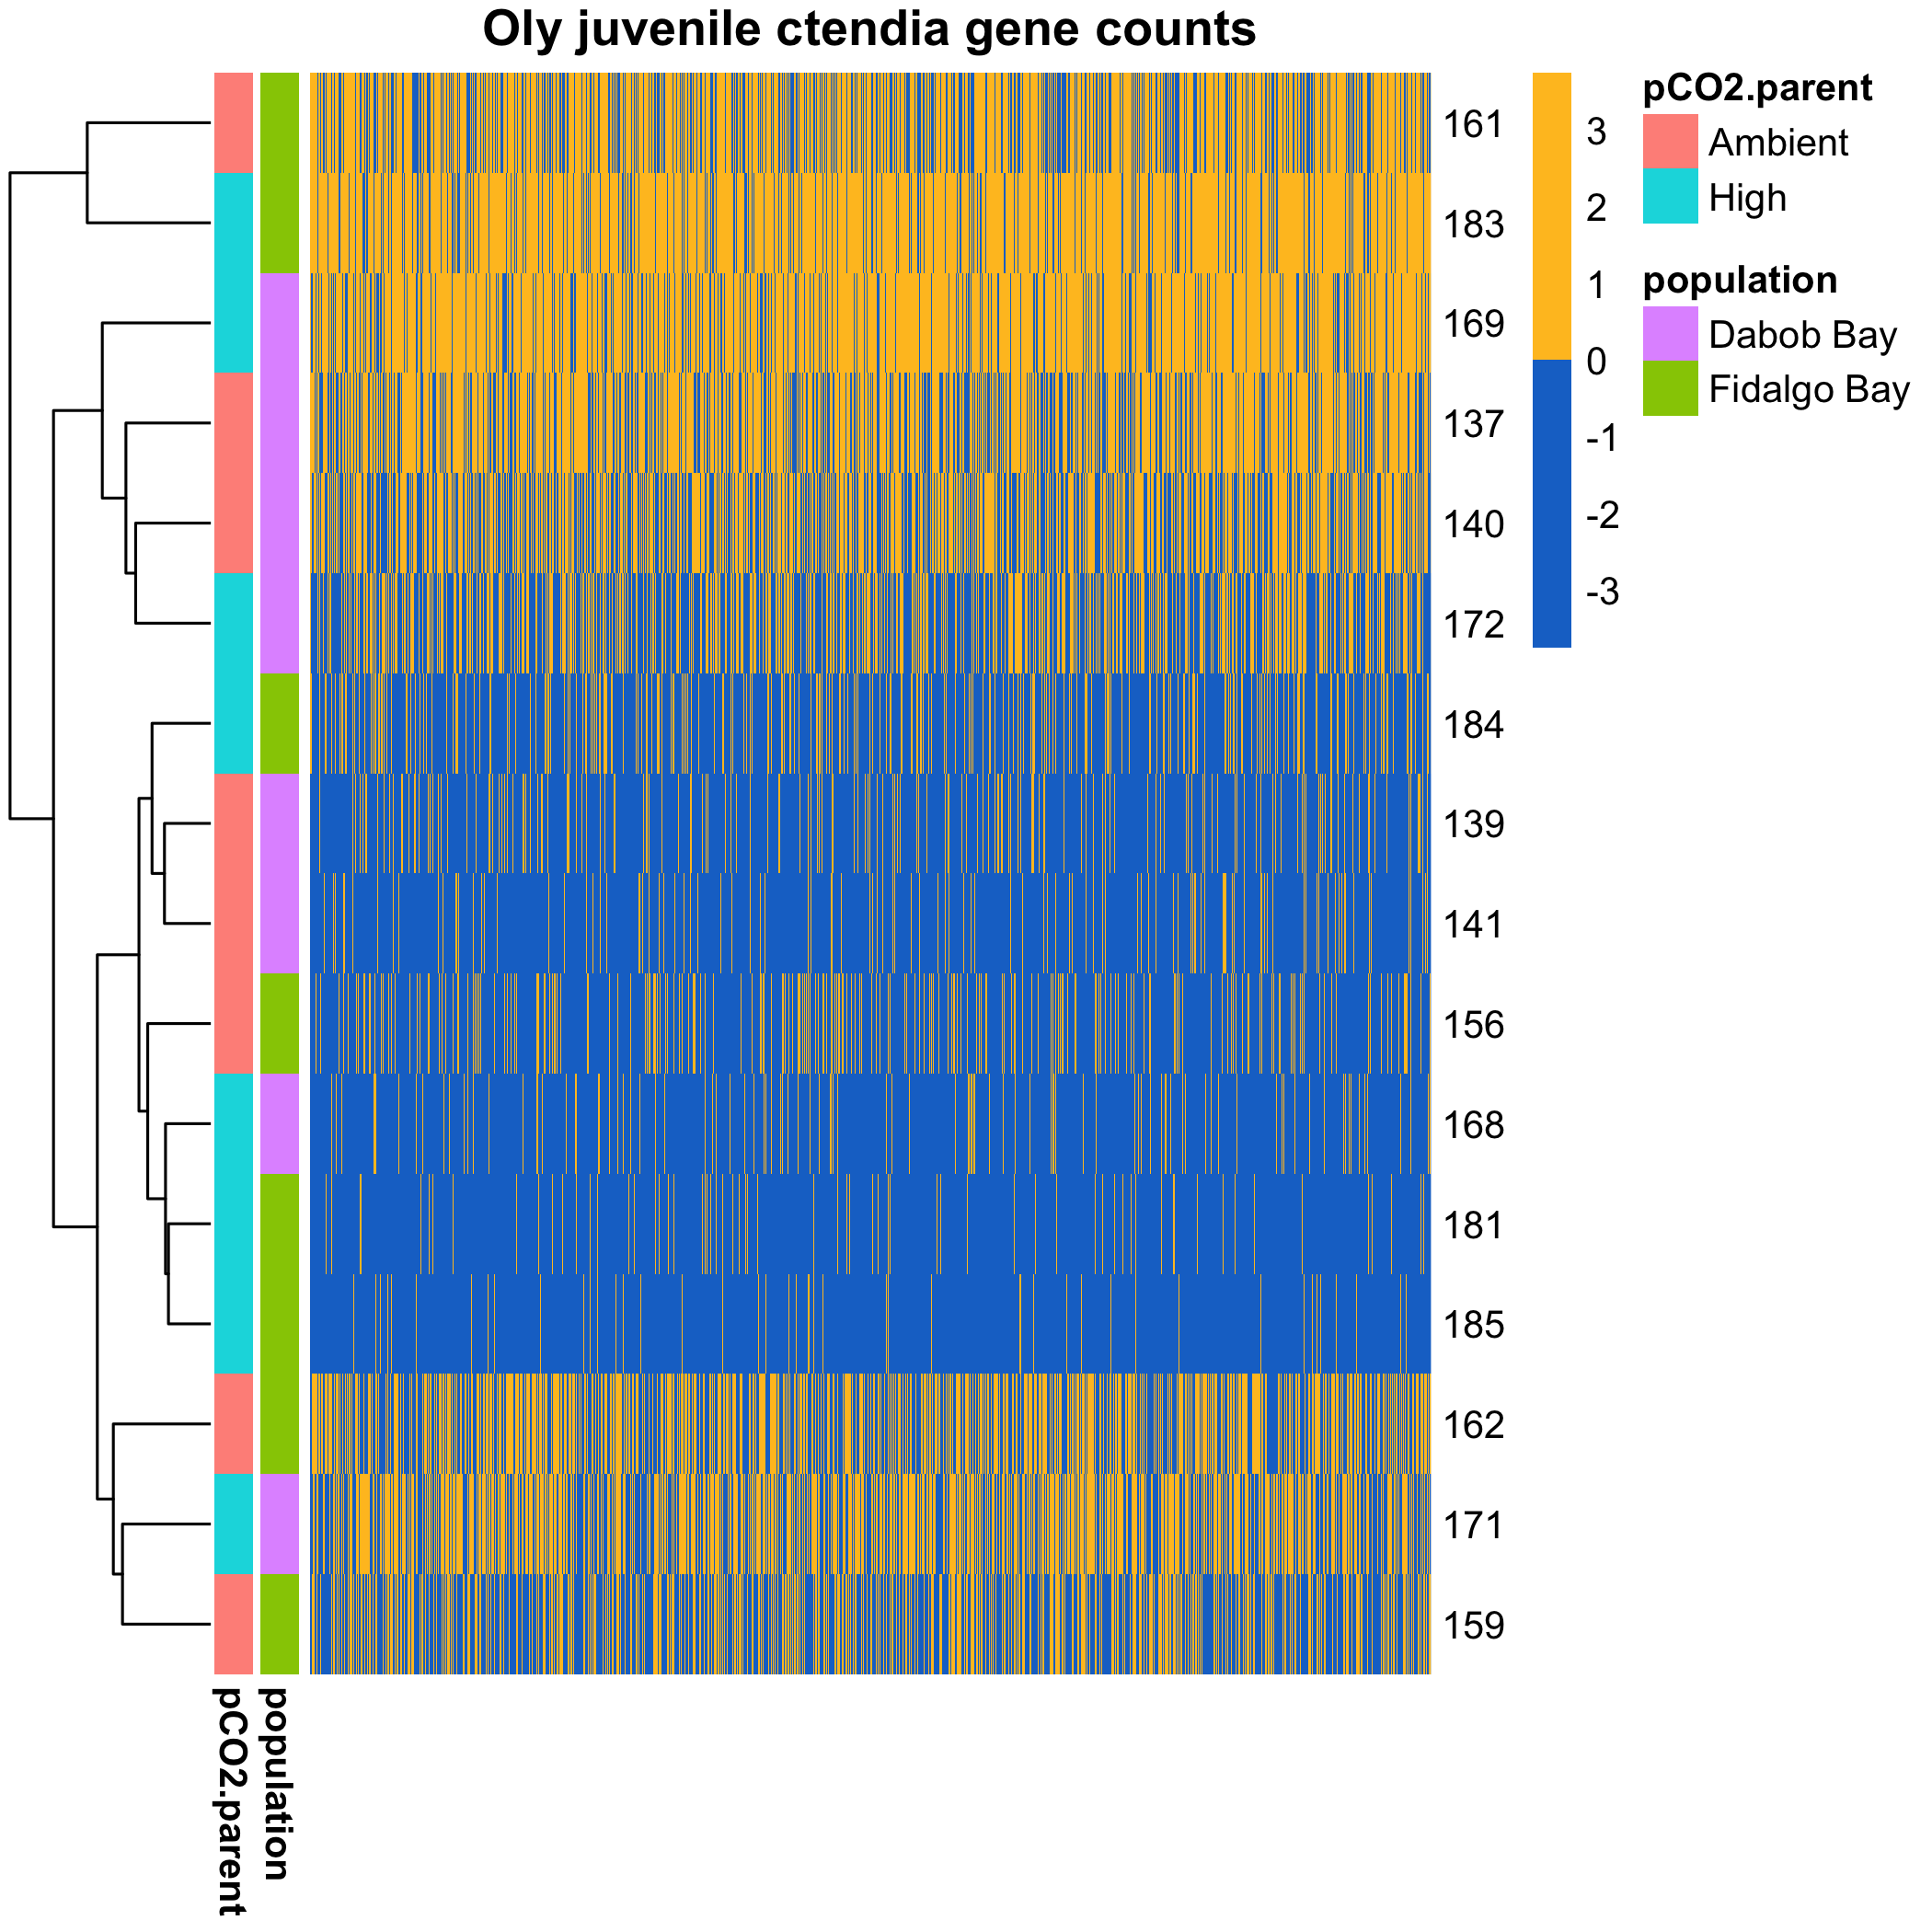 Oly juvenile ctendia gene counts
161
183
169
137
140
172
184
139
141
156
168
181
185
162
171
159
3
2
1
0
-1
-2
-3
pCO2.parent
Ambient
High
population
Dabob Bay
Fidalgo Bay
pCO2.parent
population